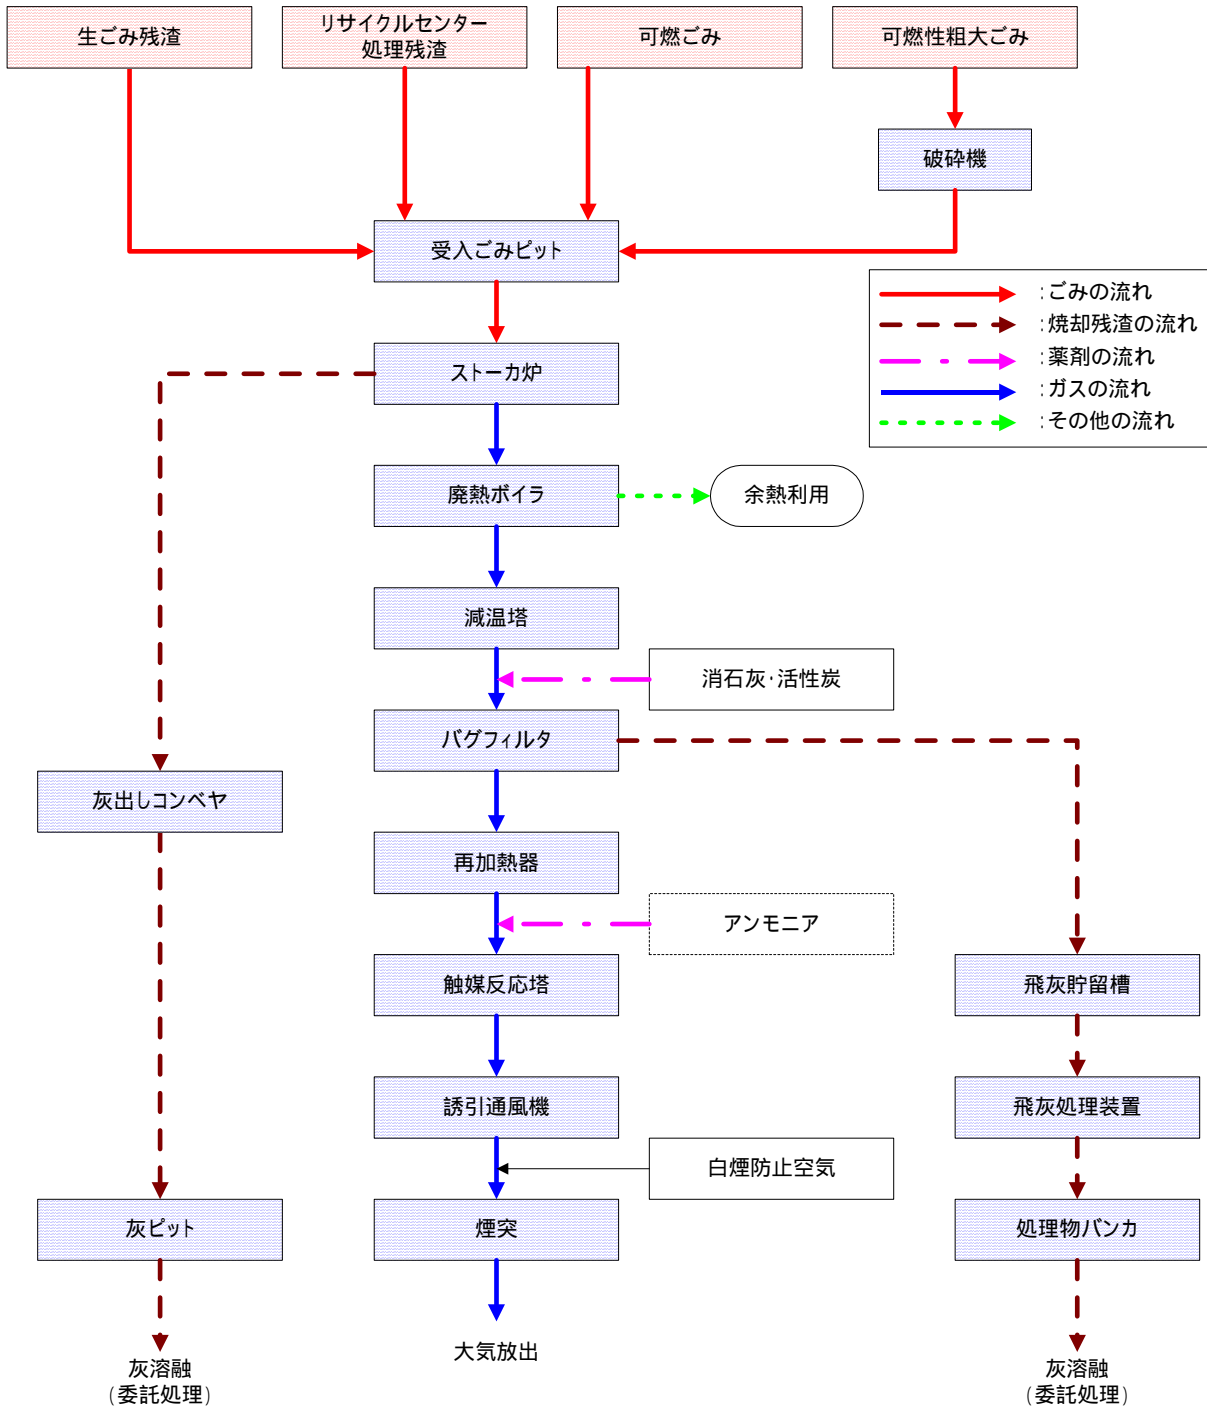 生ごみ残渣
リサイクルセンター
処理残渣
可燃ごみ
可燃性粗大ごみ
破砕機
受入ごみピット
:ごみの流れ
:焼却残渣の流れ
:薬剤の流れ
:ガスの流れ
:その他の流れ
ストーカ炉
廃熱ボイラ
余熱利用
減温塔
消石灰・活性炭
バグフィルタ
灰出しコンベヤ
再加熱器
アンモニア
触媒反応塔
飛灰貯留槽
誘引通風機
飛灰処理装置
白煙防止空気
灰ピット
煙突
処理物バンカ
大気放出
灰溶融
(委託処理)
灰溶融
(委託処理)